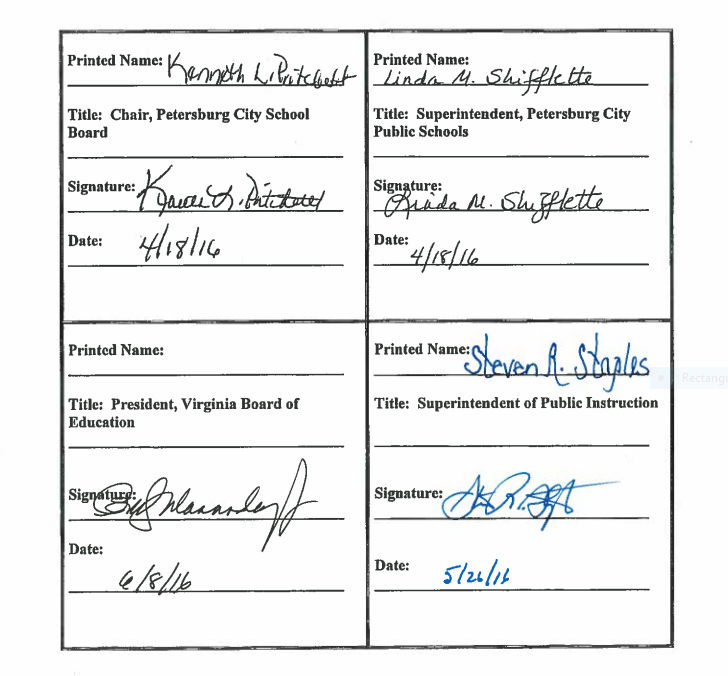 Printed Name: Kenneth L. Pritchett
Title: Chair, Petersburg City School
Board
Signature: Kenneth L. Pritchett
Date: 4/18/16
Printed Name: Linda M. Shifflette
Title: Superintendent, Petersburg City
Public Schools
Signature: Linda M. Shifflette
Date: 4/18/16
Printed Name:
Title: President, Virginia Board of
Education
Signature:
Date: 6/8/16
Printed Name: Steven R. Staples
Title: Superintendent of Public Instruction
Signature:
Date: 5/26/16
Rectangu